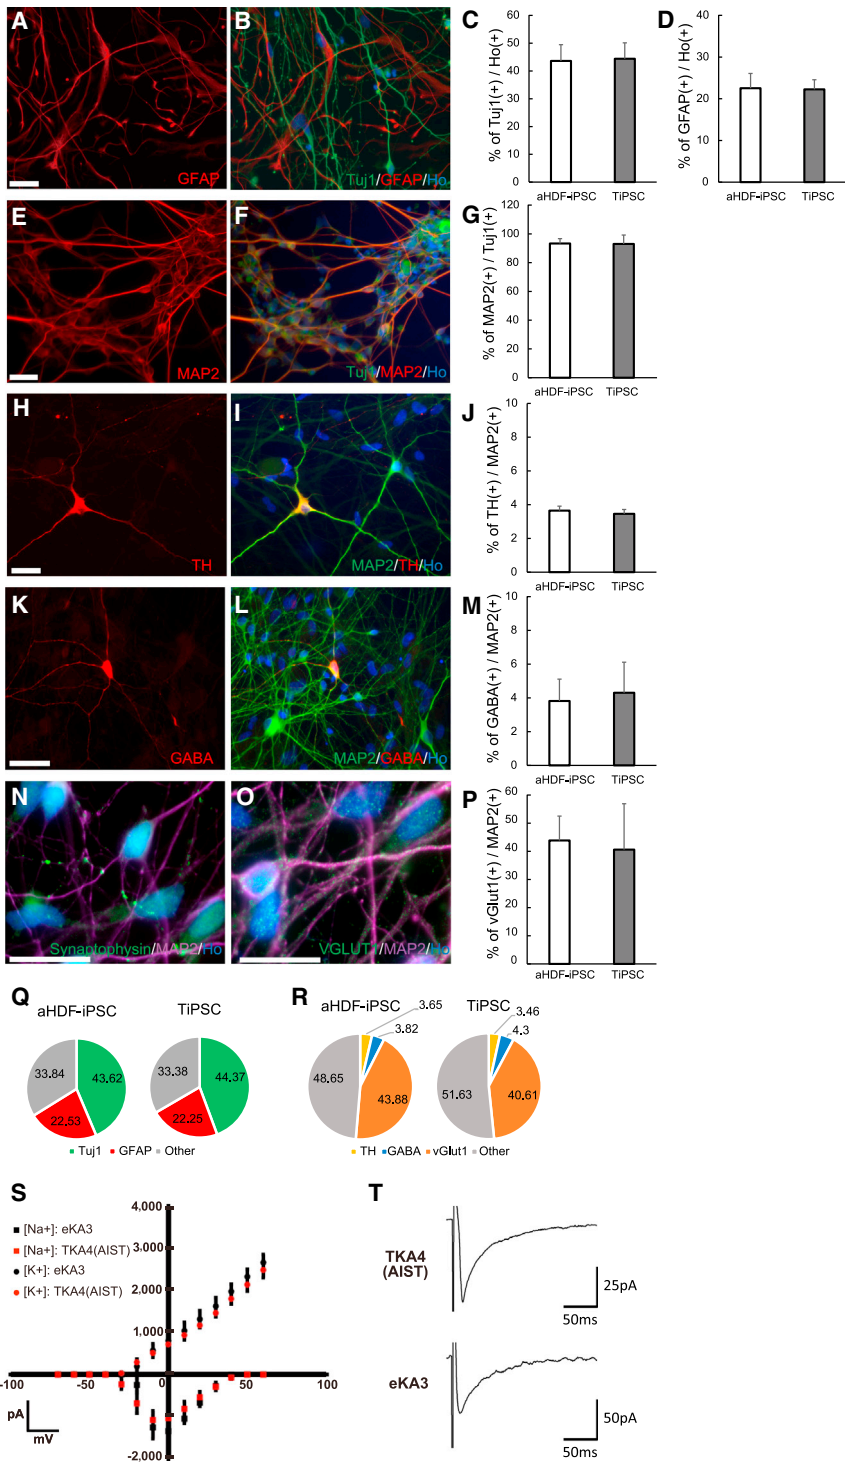 A
GFAP
B
Tuj1/GFAP/Ho
C
% of Tuj1(+) / Ho(+)
60
50
40
30
20
10
0
aHDF-iPSC
TiPSC
D
% of GFAP(+) / Ho(+)
40
30
20
10
0
aHDF-iPSC
TiPSC
E
MAP2
F
Tuj1/MAP2/Ho
G
% of MAP2(+) / Tuj1(+)
120
100
80
60
40
20
0
aHDF-iPSC
TiPSC
H
TH
I
MAP2/TH/Ho
J
% of TH(+) / MAP2(+)
10
8
6
4
2
0
aHDF-iPSC
TiPSC
K
GABA
L
MAP2/GABA/Ho
M
% of GABA(+) / MAP2(+)
10
8
6
4
2
0
aHDF-iPSC
TiPSC
N
Synaptophysin/MAP2/Ho
O
VGLUT1/MAP2/Ho
P
% of vGlut1(+) / MAP2(+)
60
50
40
30
20
10
0
aHDF-iPSC
TiPSC
Q
aHDF-iPSC
TiPSC
33.84
43.62
22.53
33.38
44.37
22.25
Tuj1 GFAP Other
R
aHDF-iPSC
TiPSC
3.65
3.82
48.65
43.88
3.46
4.3
51.63
40.61
TH GABA vGlut1 Other
S
[Na+]: eKA3
[Na+]: TKA4(AIST)
[K+]: eKA3
[K+]: TKA4(AIST)
4,000
3,000
2,000
1,000
-100
-50
0
50
100
-1,000
-2,000
pA
mV
T
TKA4
(AIST)
25pA
50ms
eKA3
50pA
50ms